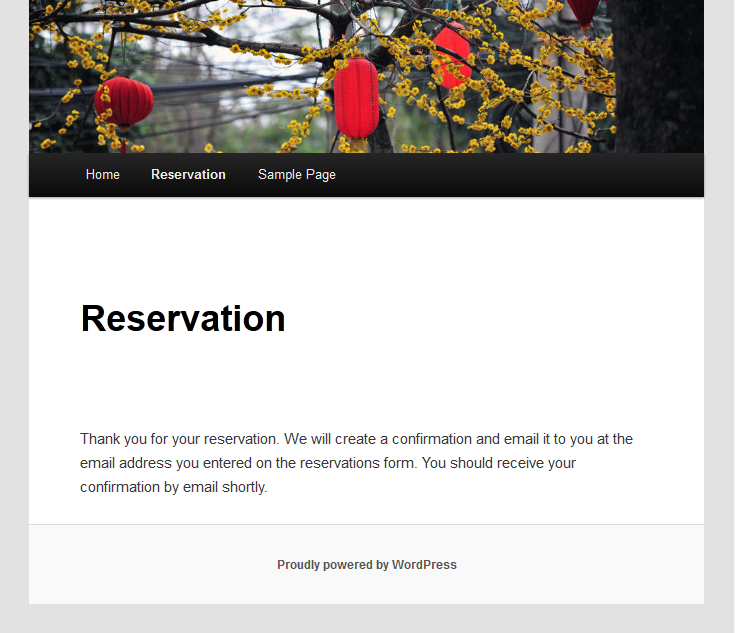 Home Reservation Sample Page
Reservation
Thank you for your reservation. We will create a confirmation and email it to you at the
email address you entered on the reservations form. You should receive your
confirmation by email shortly.
Proudly powered by WordPress